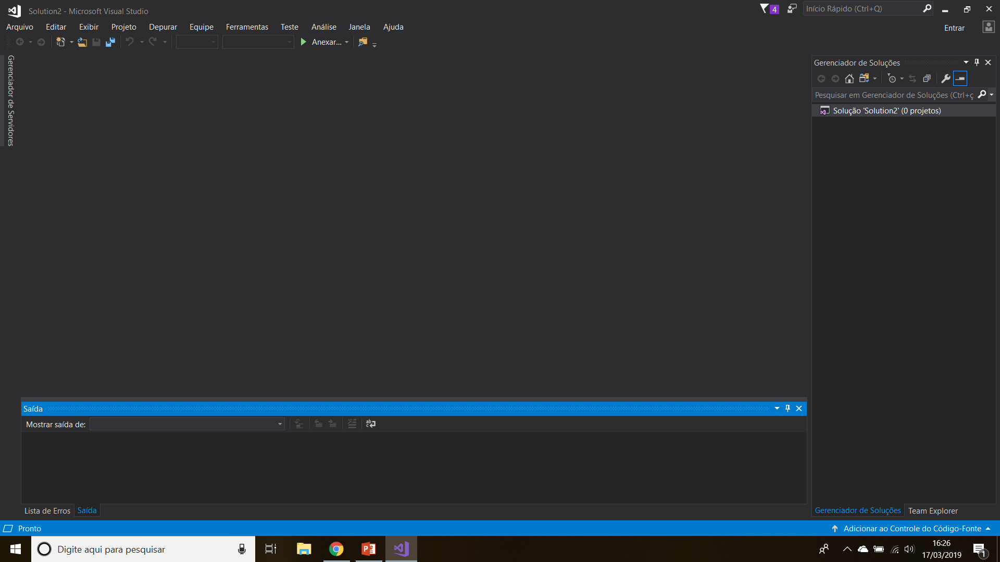 Solution2 - Microsoft Visual Studio
4
Início Rápido (Ctrl+Q)
Arquivo Editar Exibir Projeto Depurar Equipe Ferramentas Teste Análise Janela Ajuda
Entrar
Anexar...
Gerenciador de Servidores
Gerenciador de Soluções
Pesquisar em Gerenciador de Soluções (Ctrl+ç
Solução 'Solution2' (0 projetos)
Saída
Mostrar saída de:
Lista de Erros Saída
Gerenciador de Soluções Team Explorer
Pronto
Adicionar ao Controle do Código-Fonte
Digite aqui para pesquisar
16:26
17/03/2019
1